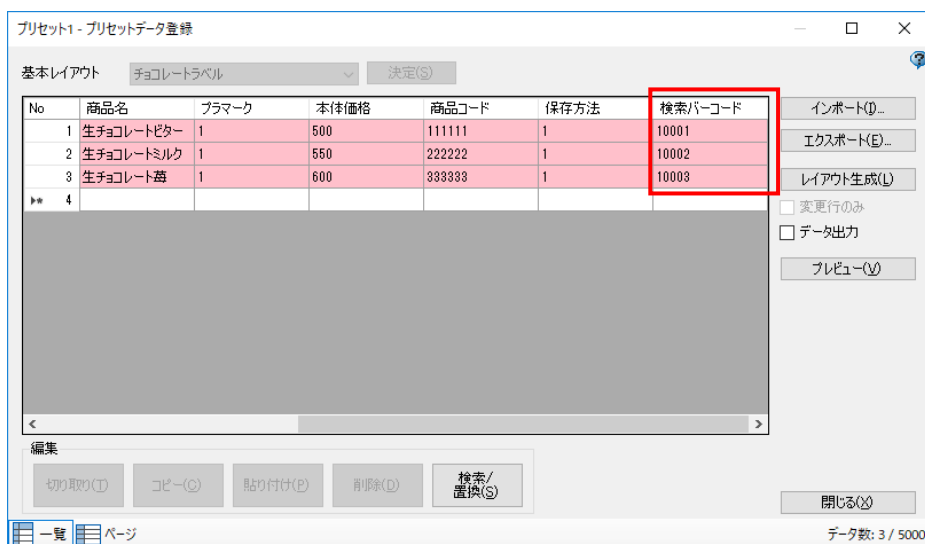 プリセット1 - プリセットデータ登録
基本レイアウト チョコレートラベル 決定(S)
No 商品名 プラマーク 本体価格 商品コード 保存方法 検索バーコード
1 生チョコレートビター 1 500 111111 1 10001
2 生チョコレートミルク 1 550 222222 1 10002
3 生チョコレート苺 1 600 333333 1 10003
4
インポート(I)...
エクスポート(E)...
レイアウト生成(L)
変更行のみ
データ出力
プレビュー(V)
編集
切り取り(T) コピー(C) 貼り付け(P) 削除(D) 検索/
置換(S)
閉じる(X)
一覧 ページ データ数: 3 / 5000